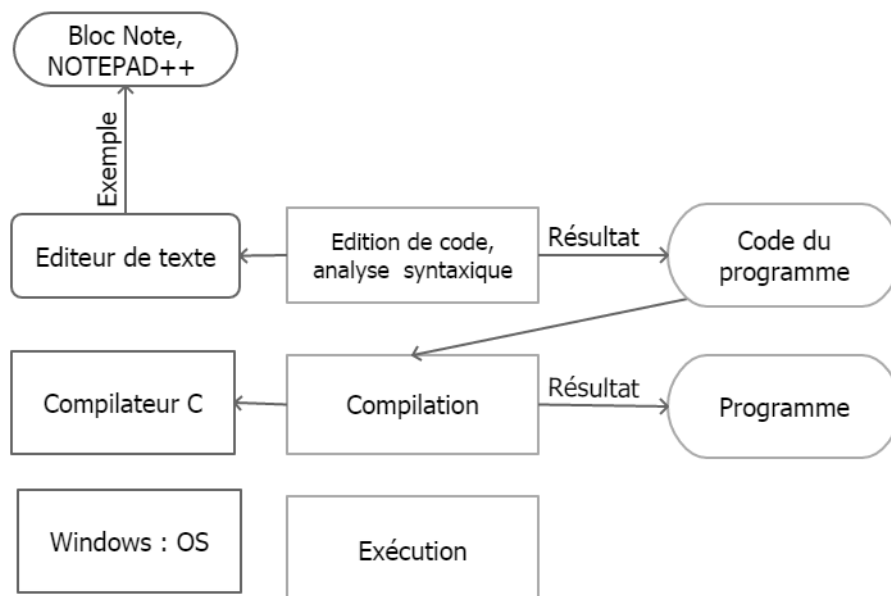 Bloc Note,
NOTEPAD++
Exemple
Editeur de texte
Edition de code,
analyse syntaxique
Résultat
Code du
programme
Compilateur C
Compilation
Résultat
Programme
Windows : OS
Exécution